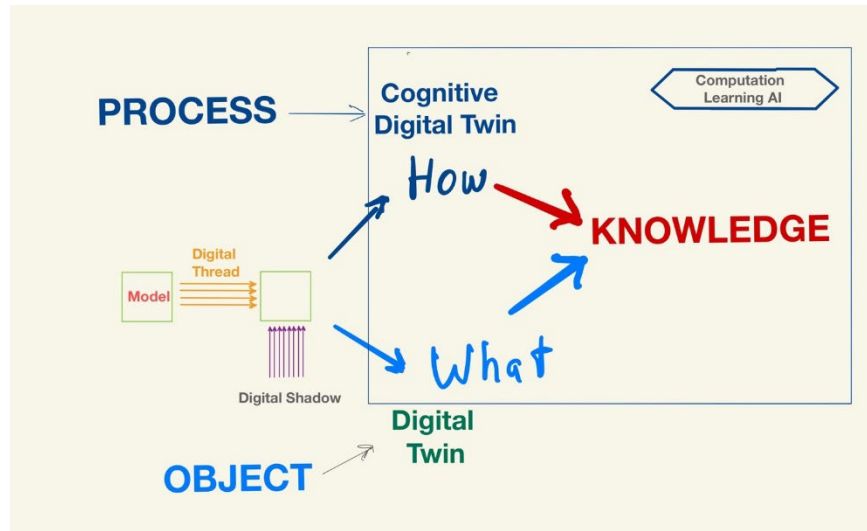 Computation
Learning AI
PROCESS
Cognitive
Digital Twin
How
KNOWLEDGE
Digital
Thread
Model
What
Digital Shadow
Digital
Twin
OBJECT